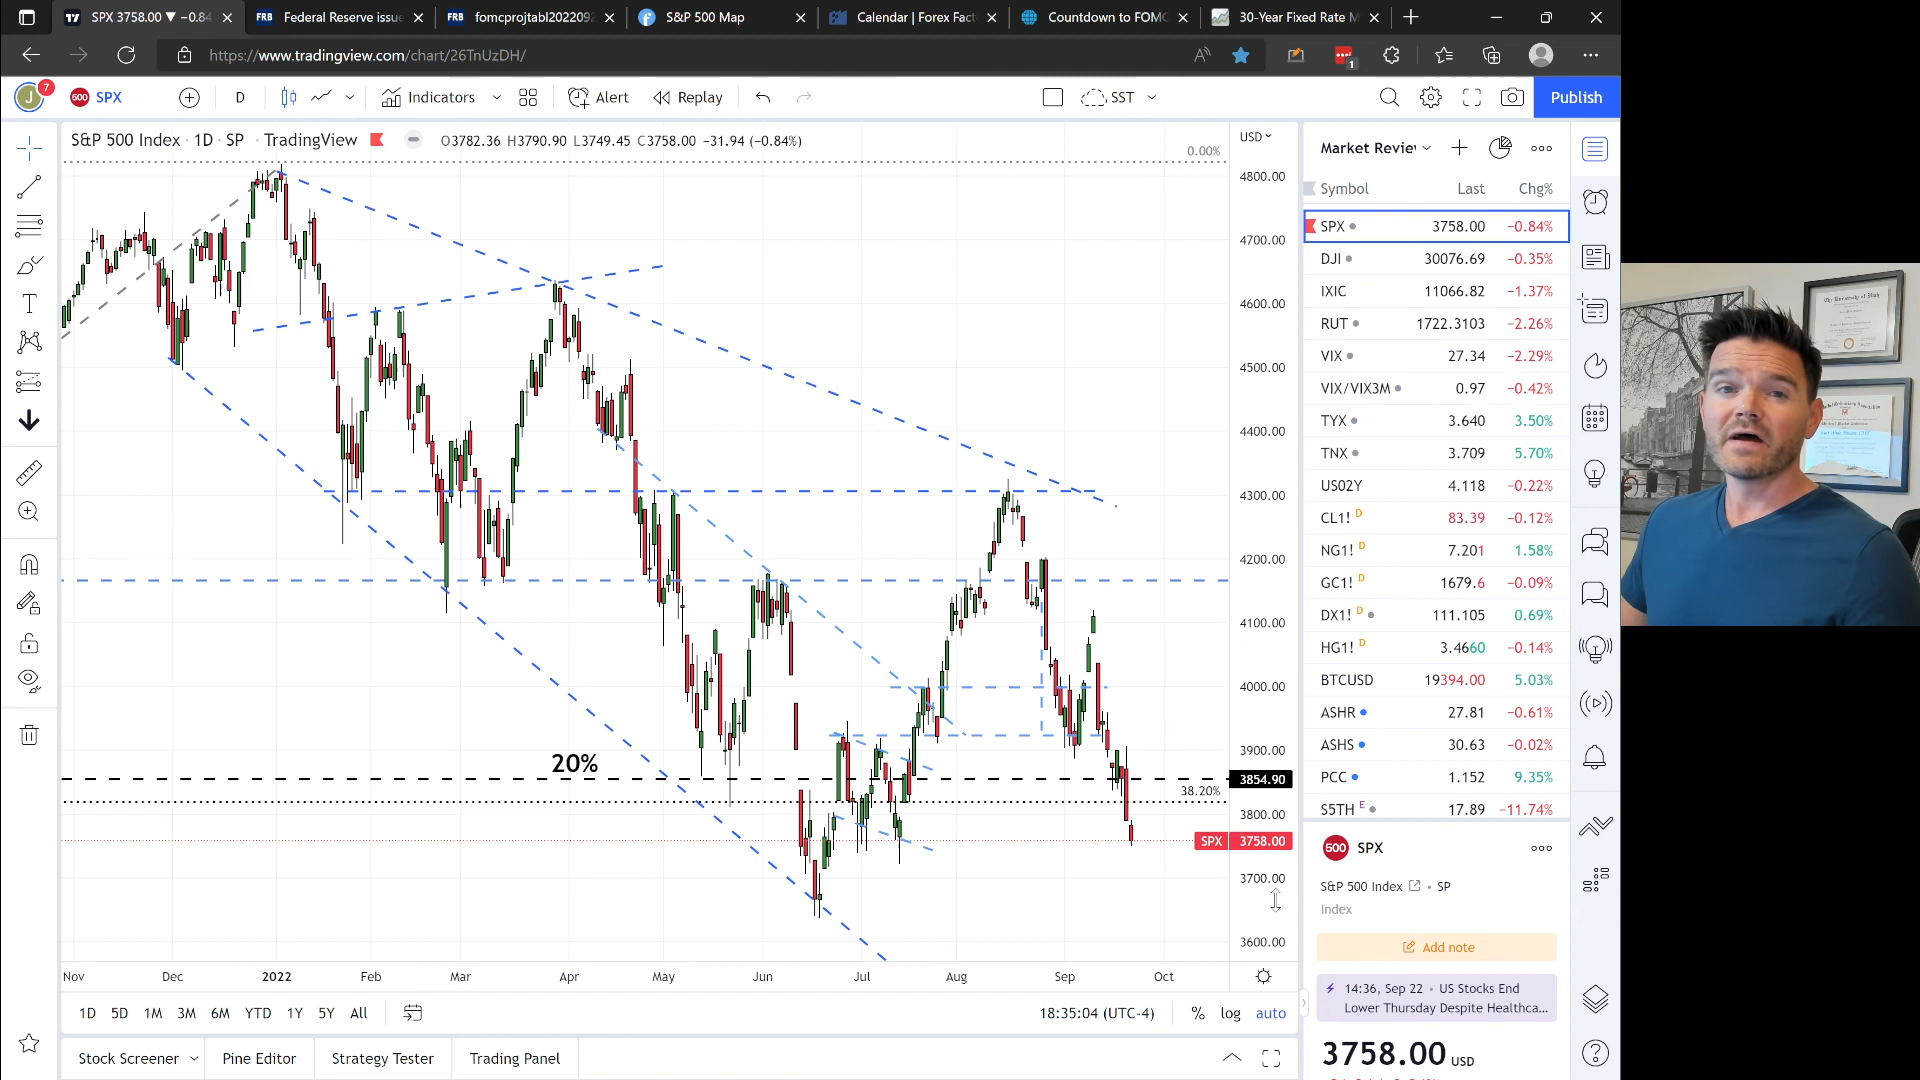 SPX 3758.00 ▼ −0.84
Federal Reserve issue
fomcprojtabl2022092
S&P 500 Map
Calendar | Forex Fact
Countdown to FOMC
30-Year Fixed Rate M
https://www.tradingview.com/chart/26TnUzDH/
1
J
7
500 SPX
D
Indicators
Alert
Replay
SST
Publish
S&P 500 Index · 1D · SP · TradingView
O3782.36 H3790.90 L3749.45 C3758.00 −31.94 (−0.84%)
USD
0.00%
4800.00
4700.00
4600.00
4500.00
4400.00
4300.00
4200.00
4100.00
4000.00
3900.00
20%
3854.90
38.20%
3800.00
SPX 3758.00
3700.00
3600.00
Nov Dec 2022 Feb Mar Apr May Jun Jul Aug Sep Oct
1D 5D 1M 3M 6M YTD 1Y 5Y All
18:35:04 (UTC-4) % log auto
Stock Screener Pine Editor Strategy Tester Trading Panel
Symbol Last Chg%
SPX 3758.00 −0.84%
DJI 30076.69 −0.35%
IXIC 11066.82 −1.37%
RUT 1722.3103 −2.26%
VIX 27.34 −2.29%
VIX/VIX3M 0.97 −0.42%
TYX 3.640 3.50%
TNX 3.709 5.70%
US02Y 4.118 −0.22%
CL1! D 83.39 −0.12%
NG1! D 7.201 1.58%
GC1! D 1679.6 −0.09%
DX1! D 111.105 0.69%
HG1! D 3.4660 −0.14%
BTCUSD 19394.00 5.03%
ASHR 27.81 −0.61%
ASHS 30.63 −0.02%
PCC 1.152 9.35%
S5TH E 17.89 −11.74%
500 SPX
S&P 500 Index • SP
Index
Add note
14:36, Sep 22 • US Stocks End
Lower Thursday Despite Healthca...
3758.00 USD
The University of Utah